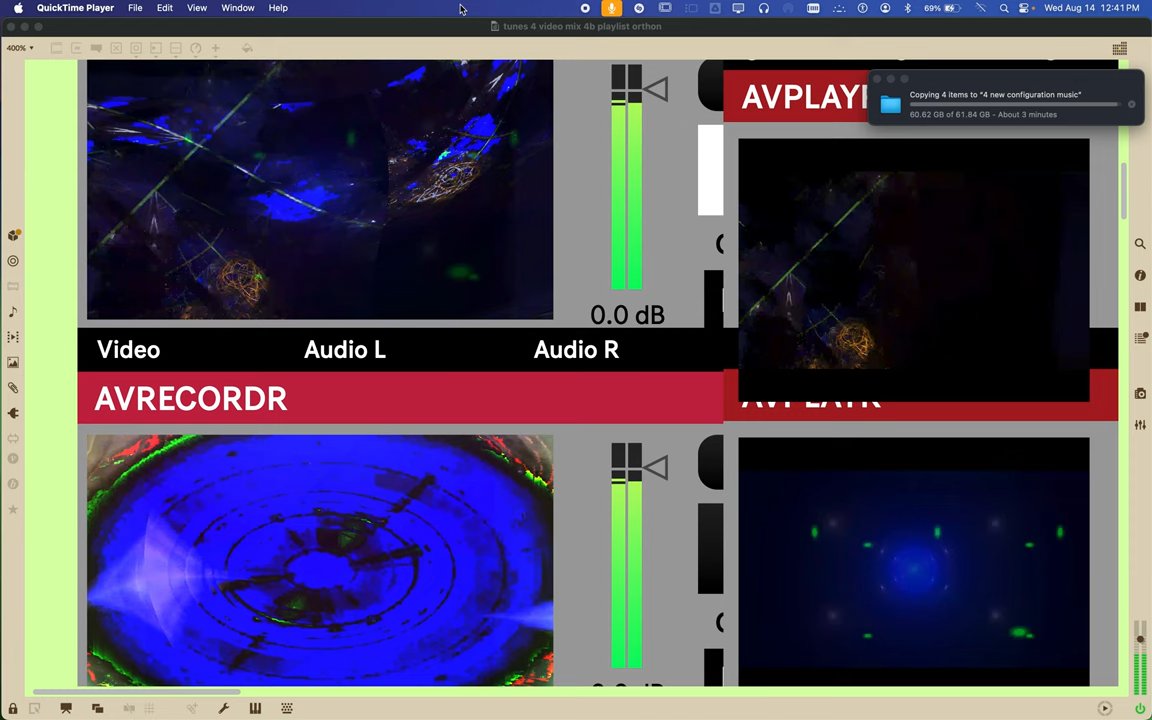 QuickTime Player File Edit View Window Help 69% Wed Aug 14 12:41 PM
tunes 4 video mix 4b playlist orthon
400%
AVPLAY
Copying 4 items to "4 new configuration music"
60.62 GB of 61.84 GB - About 3 minutes
0.0 dB
Video Audio L Audio R
AVRECORDR